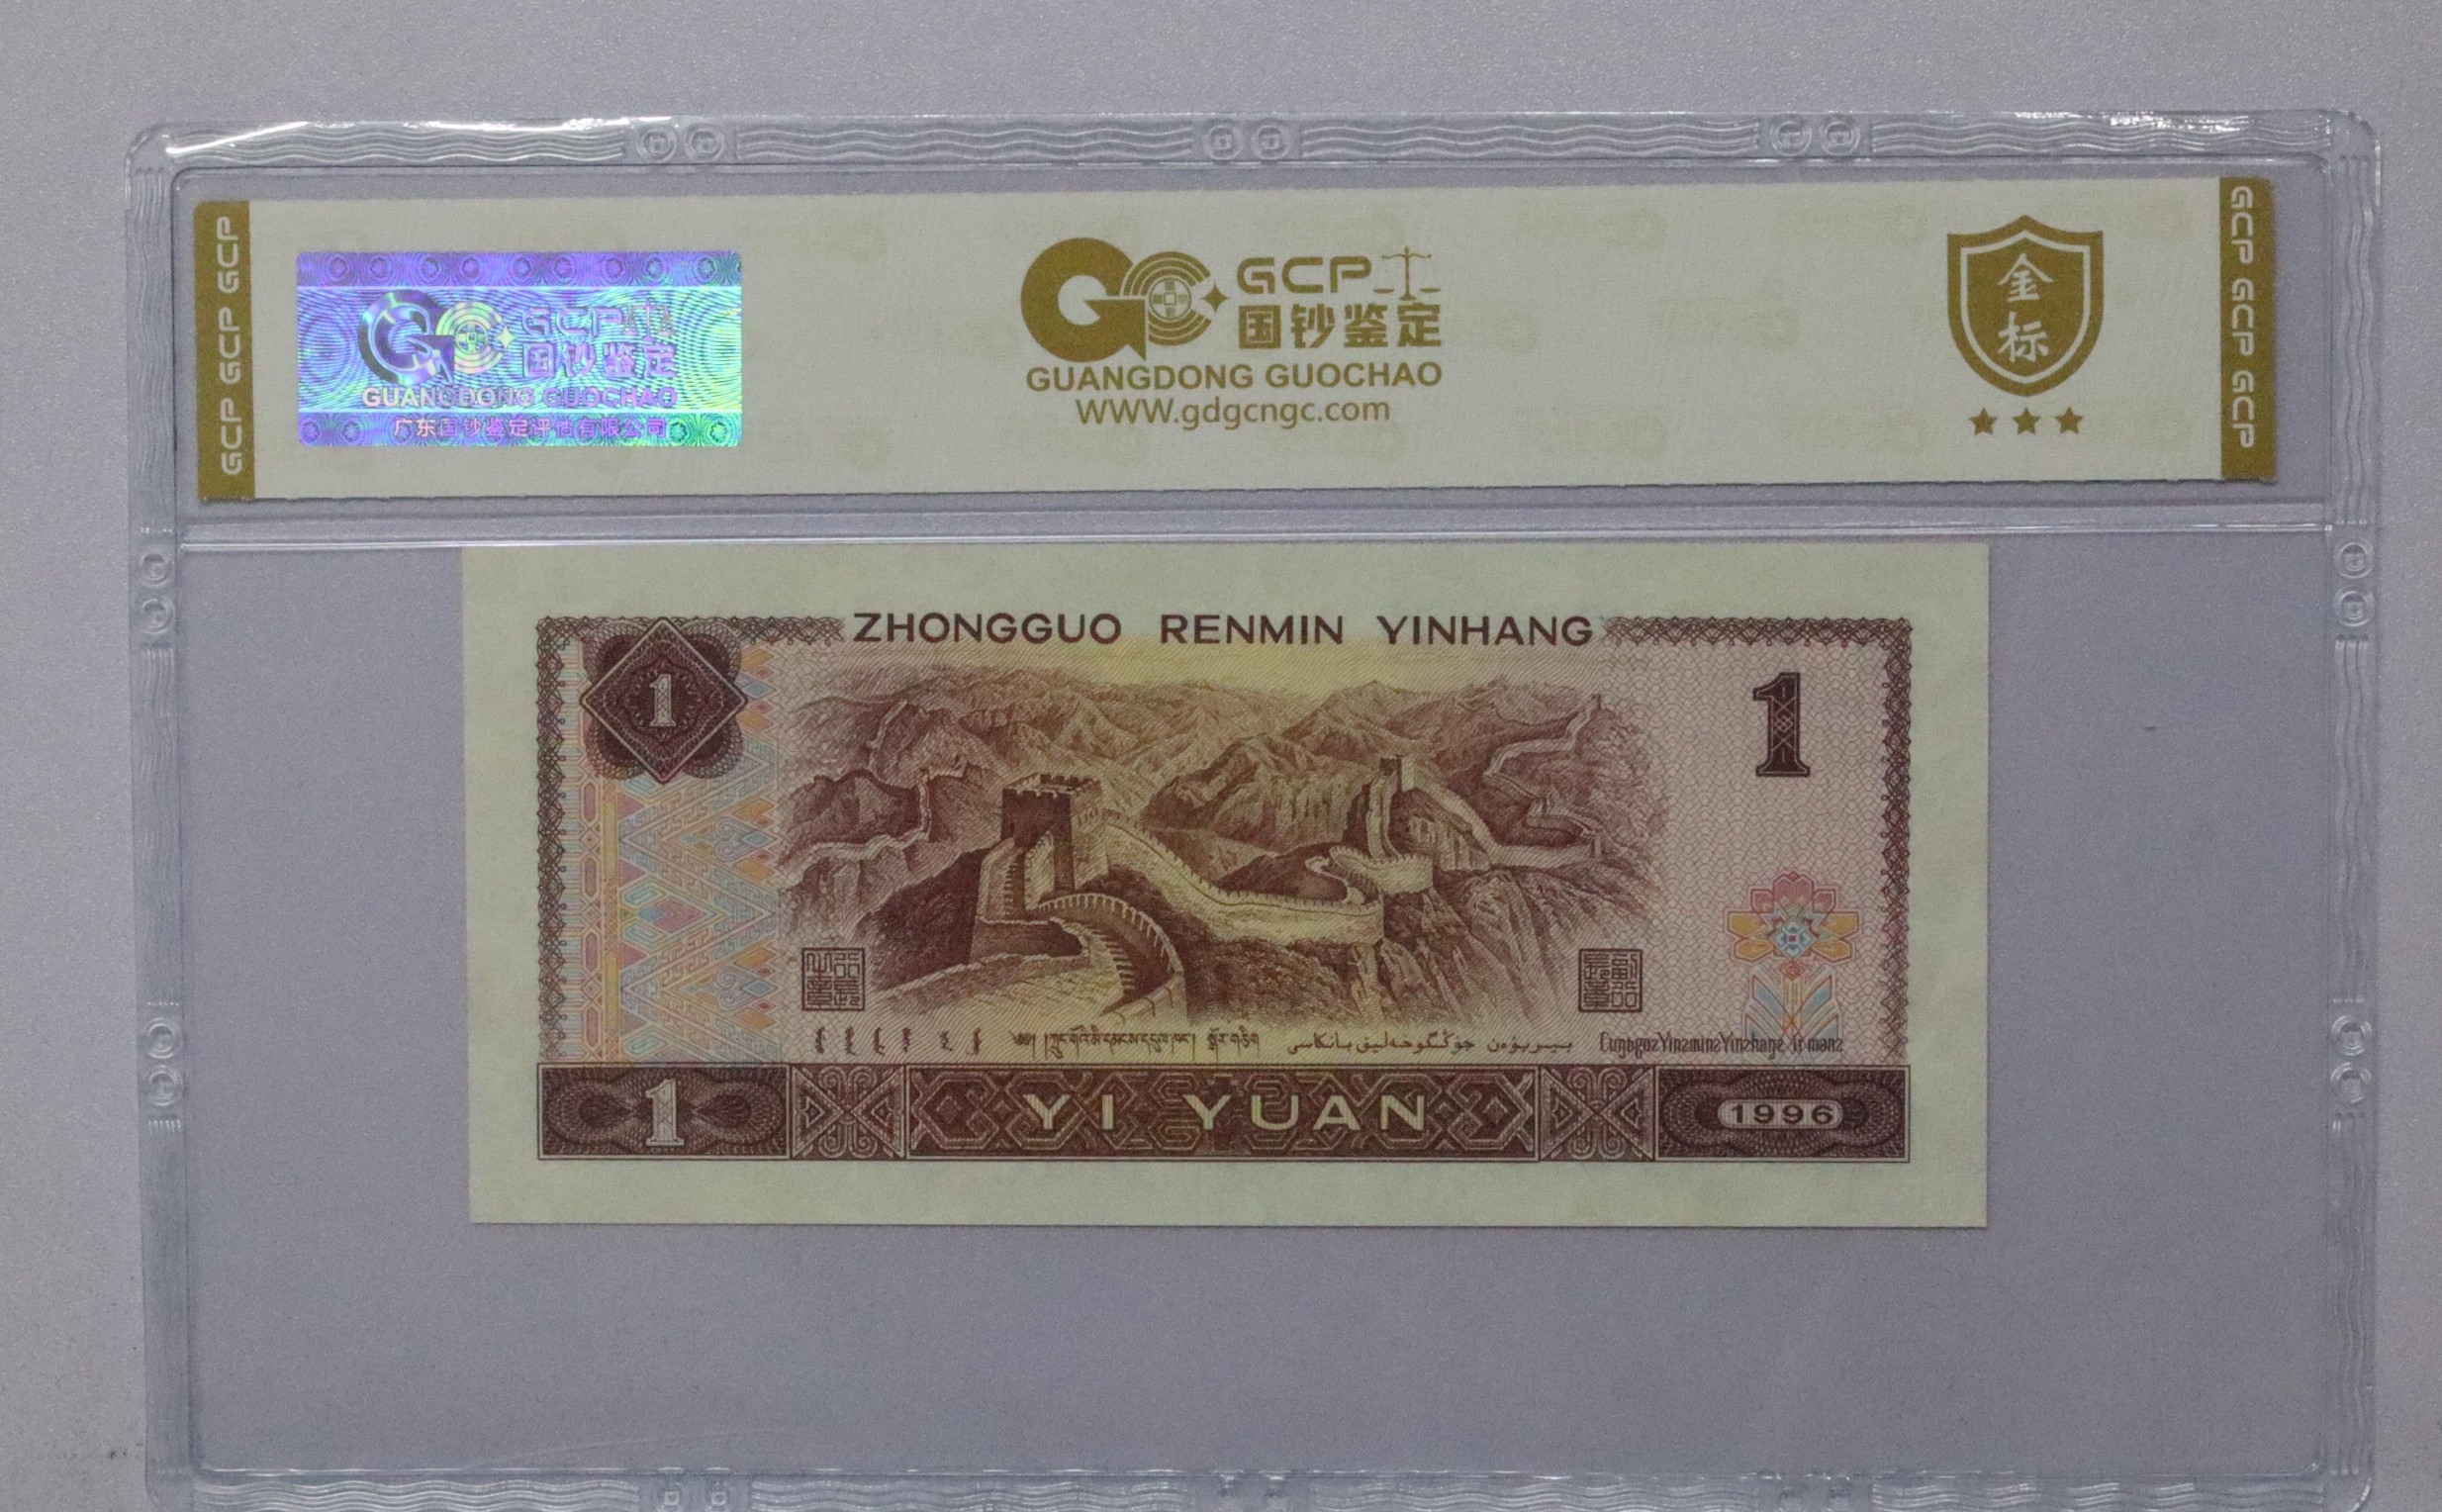 GCP GCP GCP
GCP
国钞鉴定
GUANGDONG GUOCHAO
广东国钞鉴定评估有限公司
GCP
国钞鉴定
GUANGDONG GUOCHAO
WWW.gdgcngc.com
金
标
GCP GCP GCP
ZHONGGUO RENMIN YINHANG
1
1
1
YI YUAN
1996